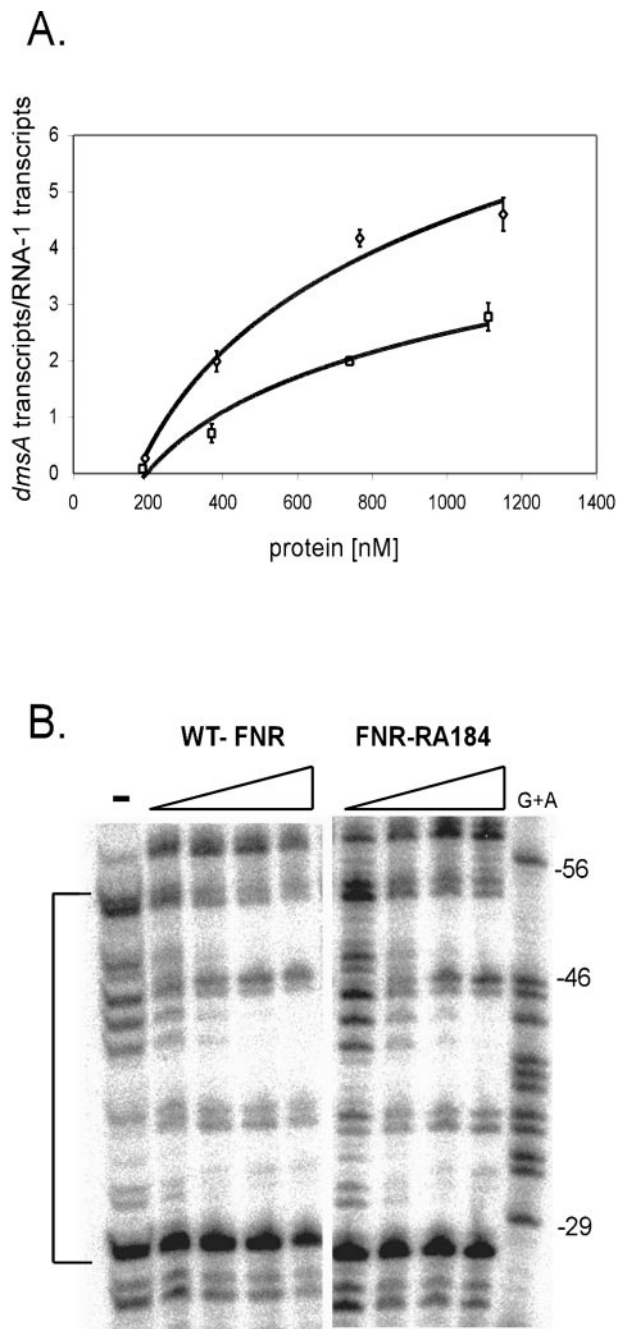 A.
dmsA transcripts/RNA-1 transcripts
6
5
4
3
2
1
0
0 200 400 600 800 1000 1200 1400
protein [nM]
B.
WT- FNR FNR-RA184
- G+A
-56
-46
-29